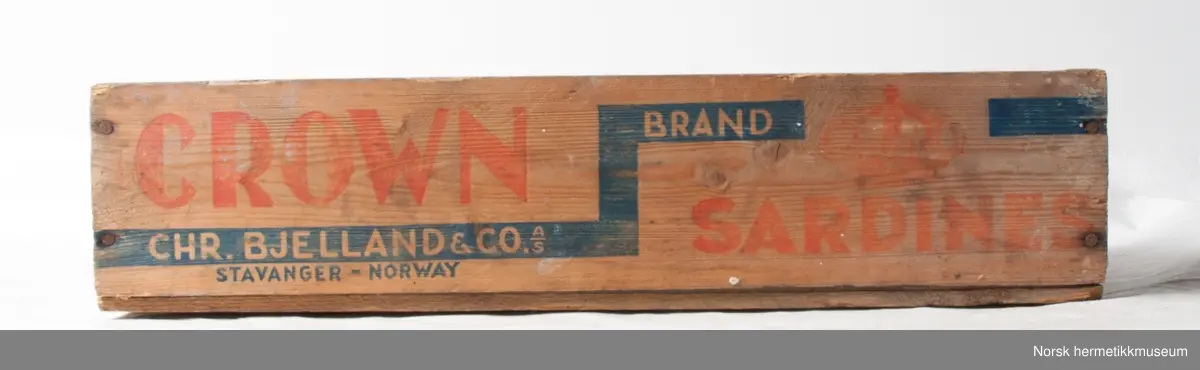 CROWN
BRAND
SARDINES
CHR. BJELLAND & CO. A/S
STAVANGER - NORWAY
Norsk hermetikkmuseum